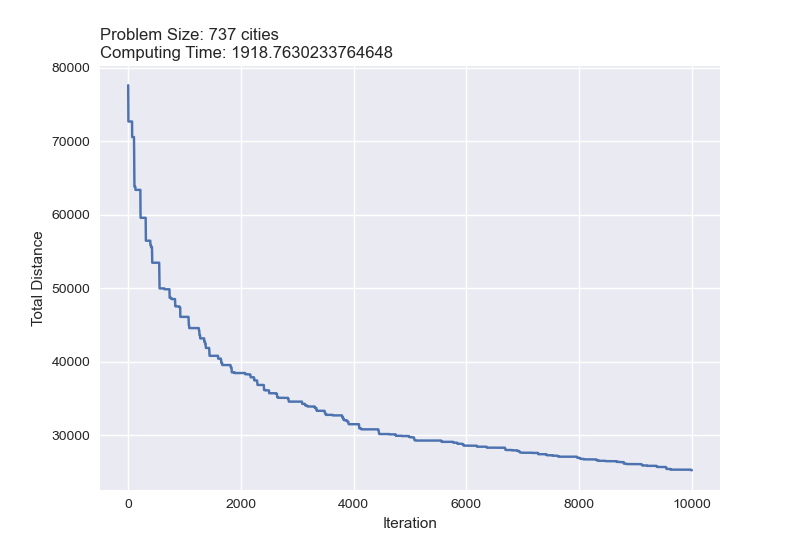 Problem Size: 737 cities
Computing Time: 1918.7630233764648
80000
70000
60000
50000
40000
30000
Total Distance
0 2000 4000 6000 8000 10000
Iteration